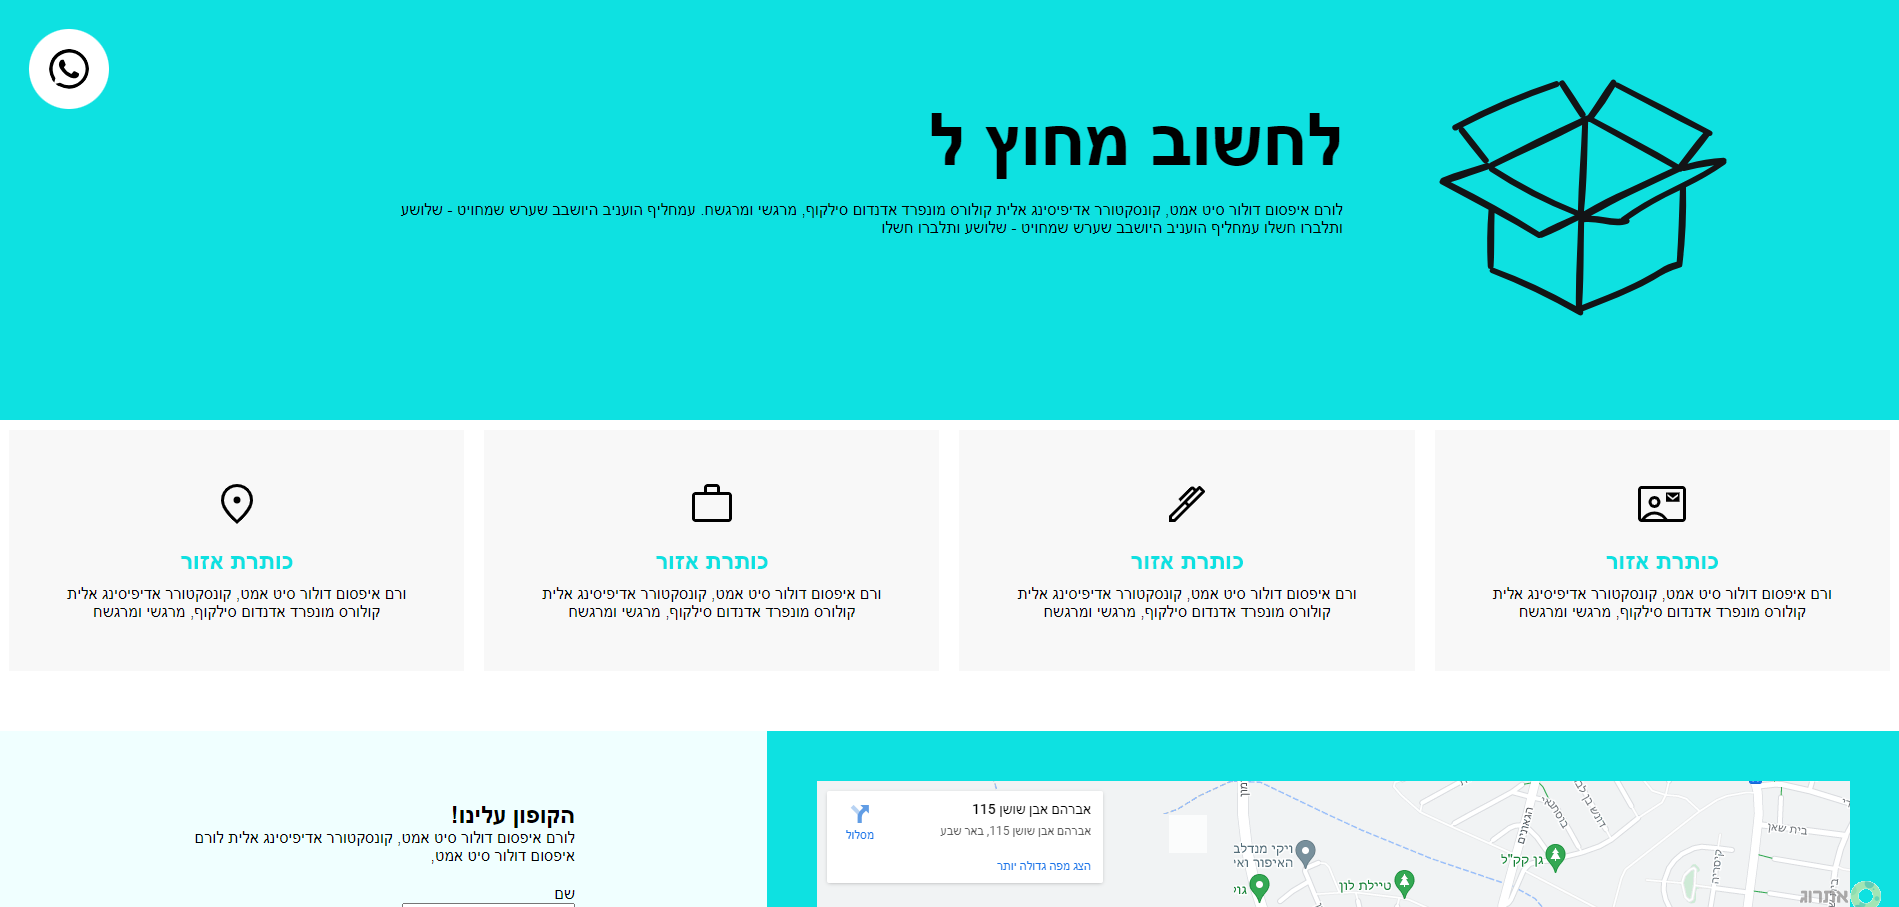 לחשוב מחוץ ל
לורם איפסום דולור סיט אמט, קונסקטורר אדיפיסינג אלית קולורס מונפרד אדנדום סילקוף, מרגשי ומרגשח. עמחליף הועניב היושבב שערש שמחויט - שלושע
ותלברו חשלו עמחליף הועניב היושבב שערש שמחויט - שלושע ותלברו חשלו
כותרת אזור
ורם איפסום דולור סיט אמט, קונסקטורר אדיפיסינג אלית
קולורס מונפרד אדנדום סילקוף, מרגשי ומרגשח
כותרת אזור
ורם איפסום דולור סיט אמט, קונסקטורר אדיפיסינג אלית
קולורס מונפרד אדנדום סילקוף, מרגשי ומרגשח
כותרת אזור
ורם איפסום דולור סיט אמט, קונסקטורר אדיפיסינג אלית
קולורס מונפרד אדנדום סילקוף, מרגשי ומרגשח
כותרת אזור
ורם איפסום דולור סיט אמט, קונסקטורר אדיפיסינג אלית
קולורס מונפרד אדנדום סילקוף, מרגשי ומרגשח
אברהם אבן שושן 115
אברהם אבן שושן 115, באר שבע
הצג מפה גדולה יותר
מסלול
בית שאן
קיסריה
הגאונים
גן קק"ל
טיילת לון
ויקי מנדלב
האיפור ואי
גול
אתרוג
הקופון עלינו!
לורם איפסום דולור סיט אמט, קונסקטורר אדיפיסינג אלית לורם
איפסום דולור סיט אמט,
שם